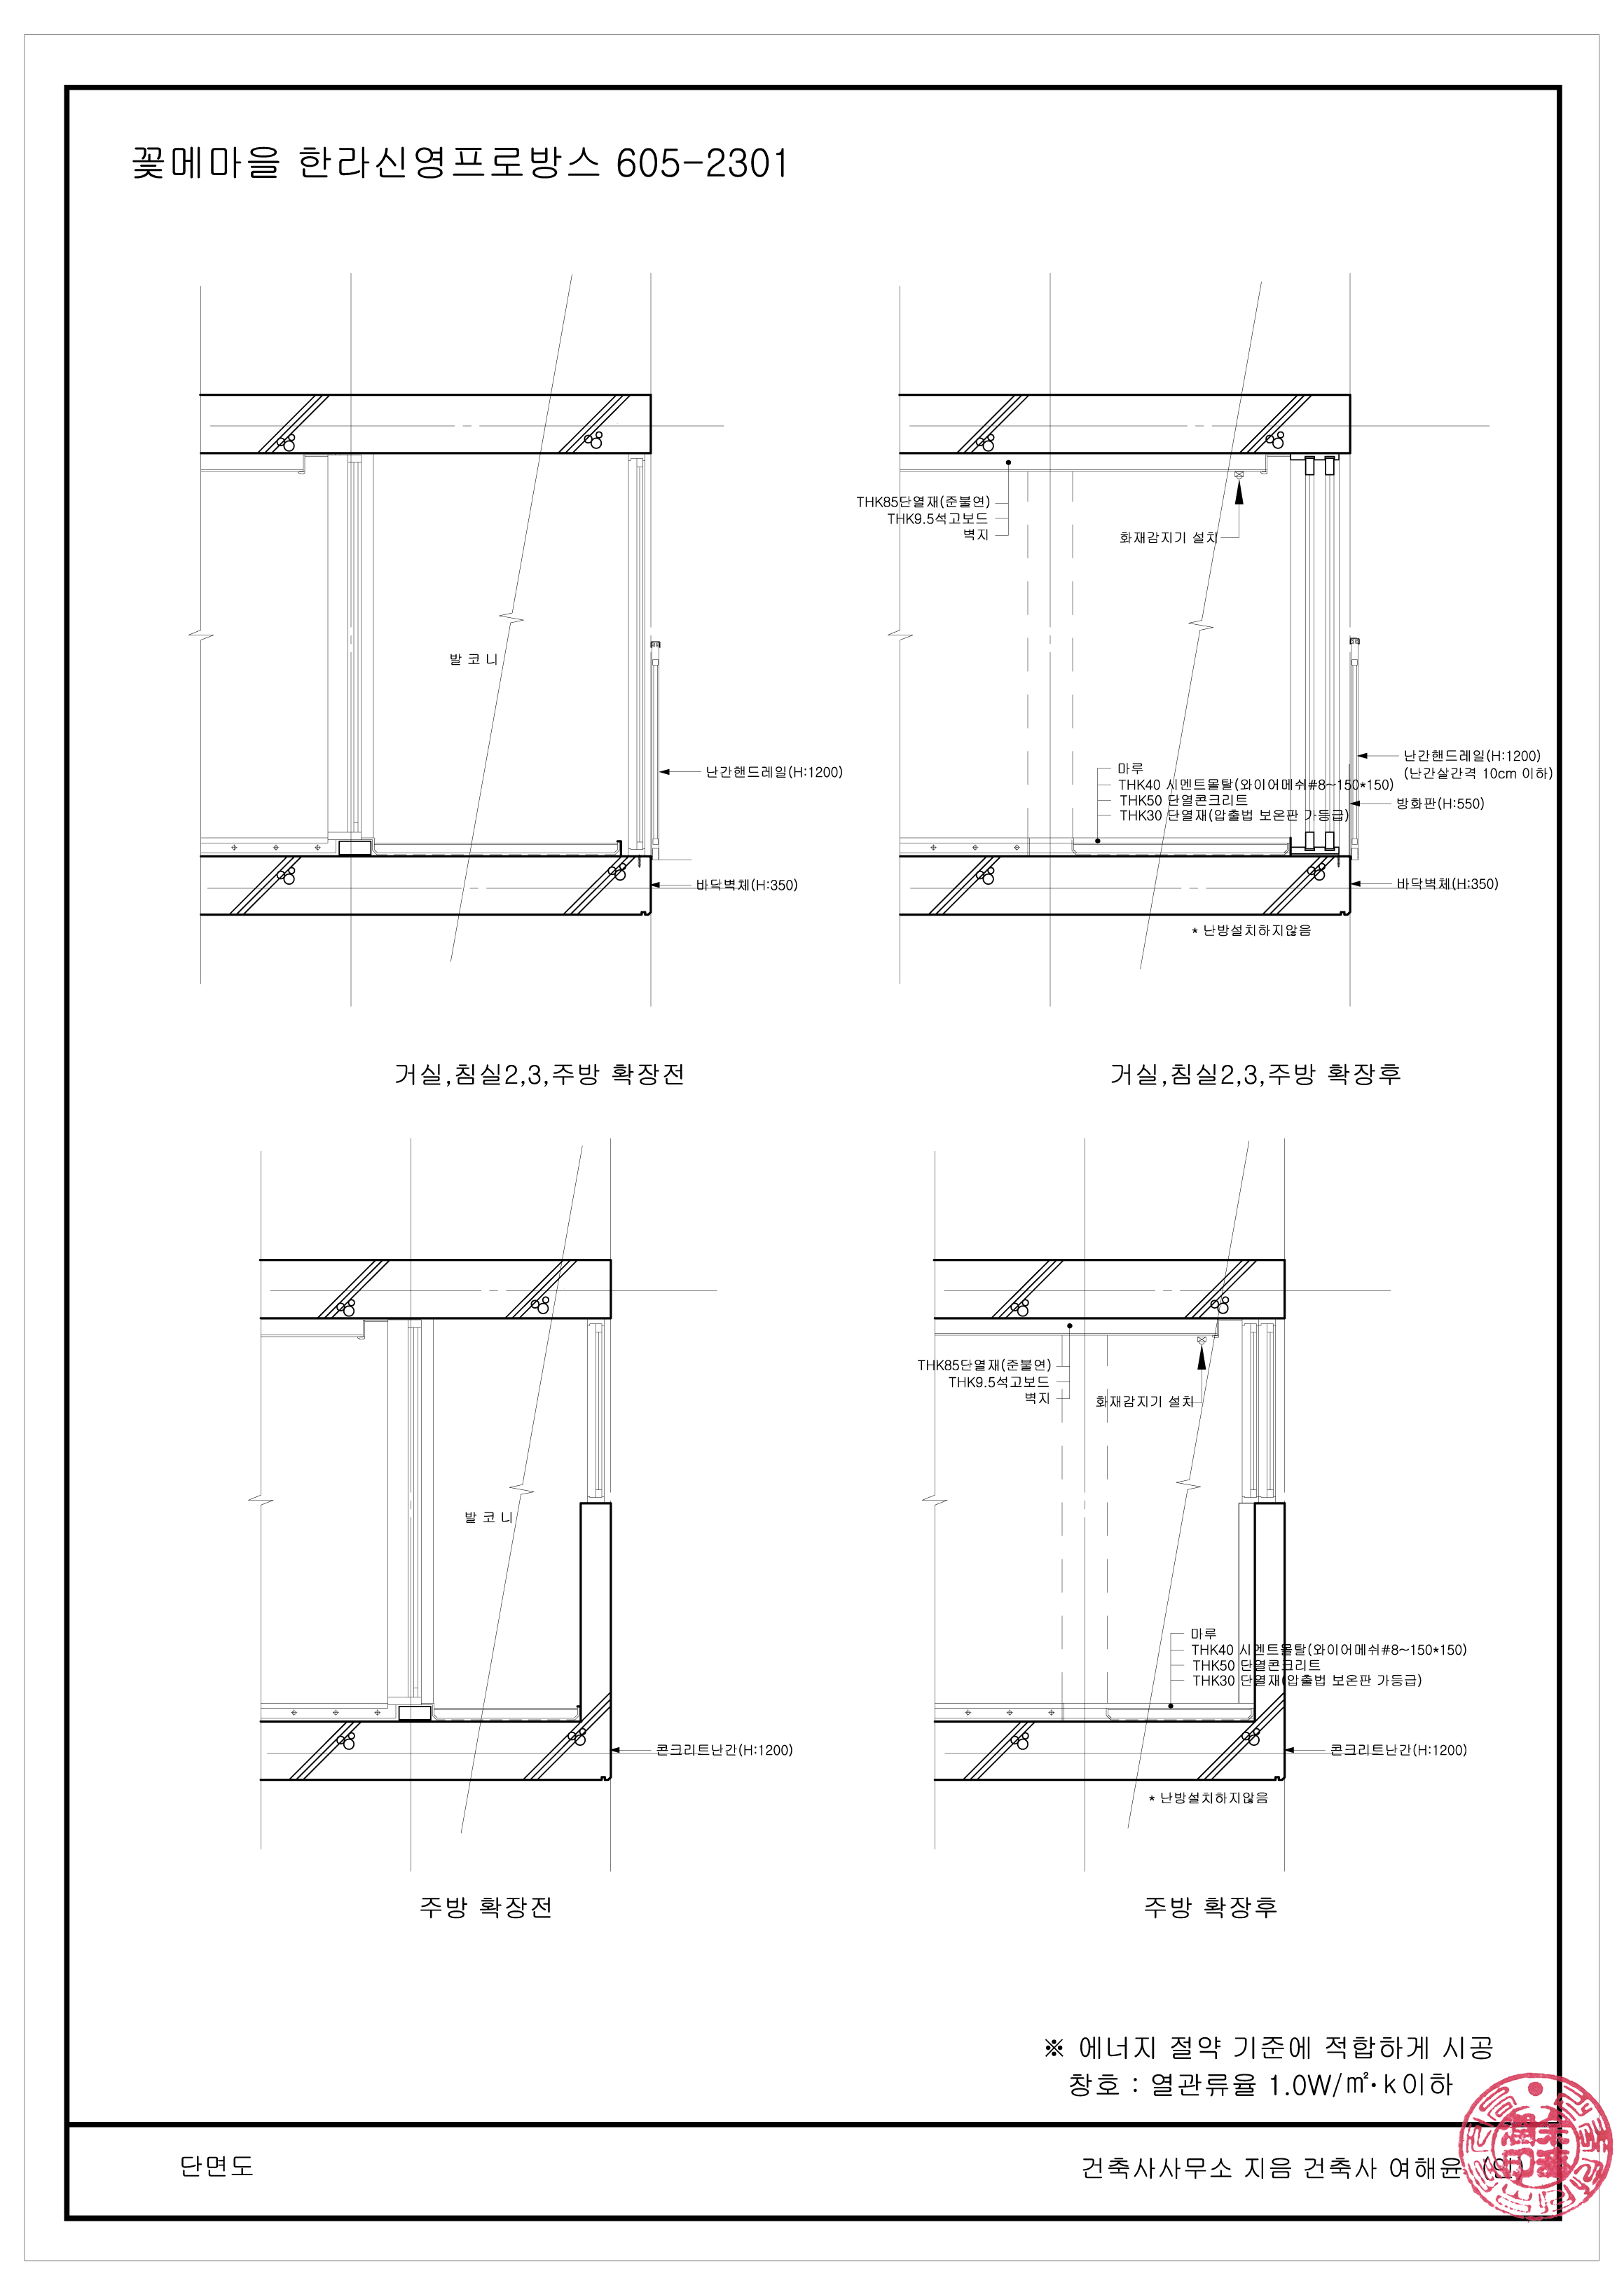 꽃메마을 한라신영프로방스 605-2301
발 코 니
난간핸드레일(H:1200)
바닥벽체(H:350)
거실,침실2,3,주방 확장전
THK85단열재(준불연)
THK9.5석고보드
벽지
화재감지기 설치
마루
THK40 시멘트몰탈(와이어메쉬#8~150*150)
THK50 단열콘크리트
THK30 단열재(압출법 보온판 가등급)
난간핸드레일(H:1200)
(난간살간격 10cm 이하)
방화판(H:550)
바닥벽체(H:350)
* 난방설치하지않음
거실,침실2,3,주방 확장후
발 코 니
콘크리트난간(H:1200)
주방 확장전
THK85단열재(준불연)
THK9.5석고보드
벽지
화재감지기 설치
마루
THK40 시멘트몰탈(와이어메쉬#8~150*150)
THK50 단열콘크리트
THK30 단열재(압출법 보온판 가등급)
콘크리트난간(H:1200)
* 난방설치하지않음
주방 확장후
※ 에너지 절약 기준에 적합하게 시공
창호 : 열관류율 1.0W/㎡·k이하
단면도
건축사사무소 지음 건축사 여해윤 (인)